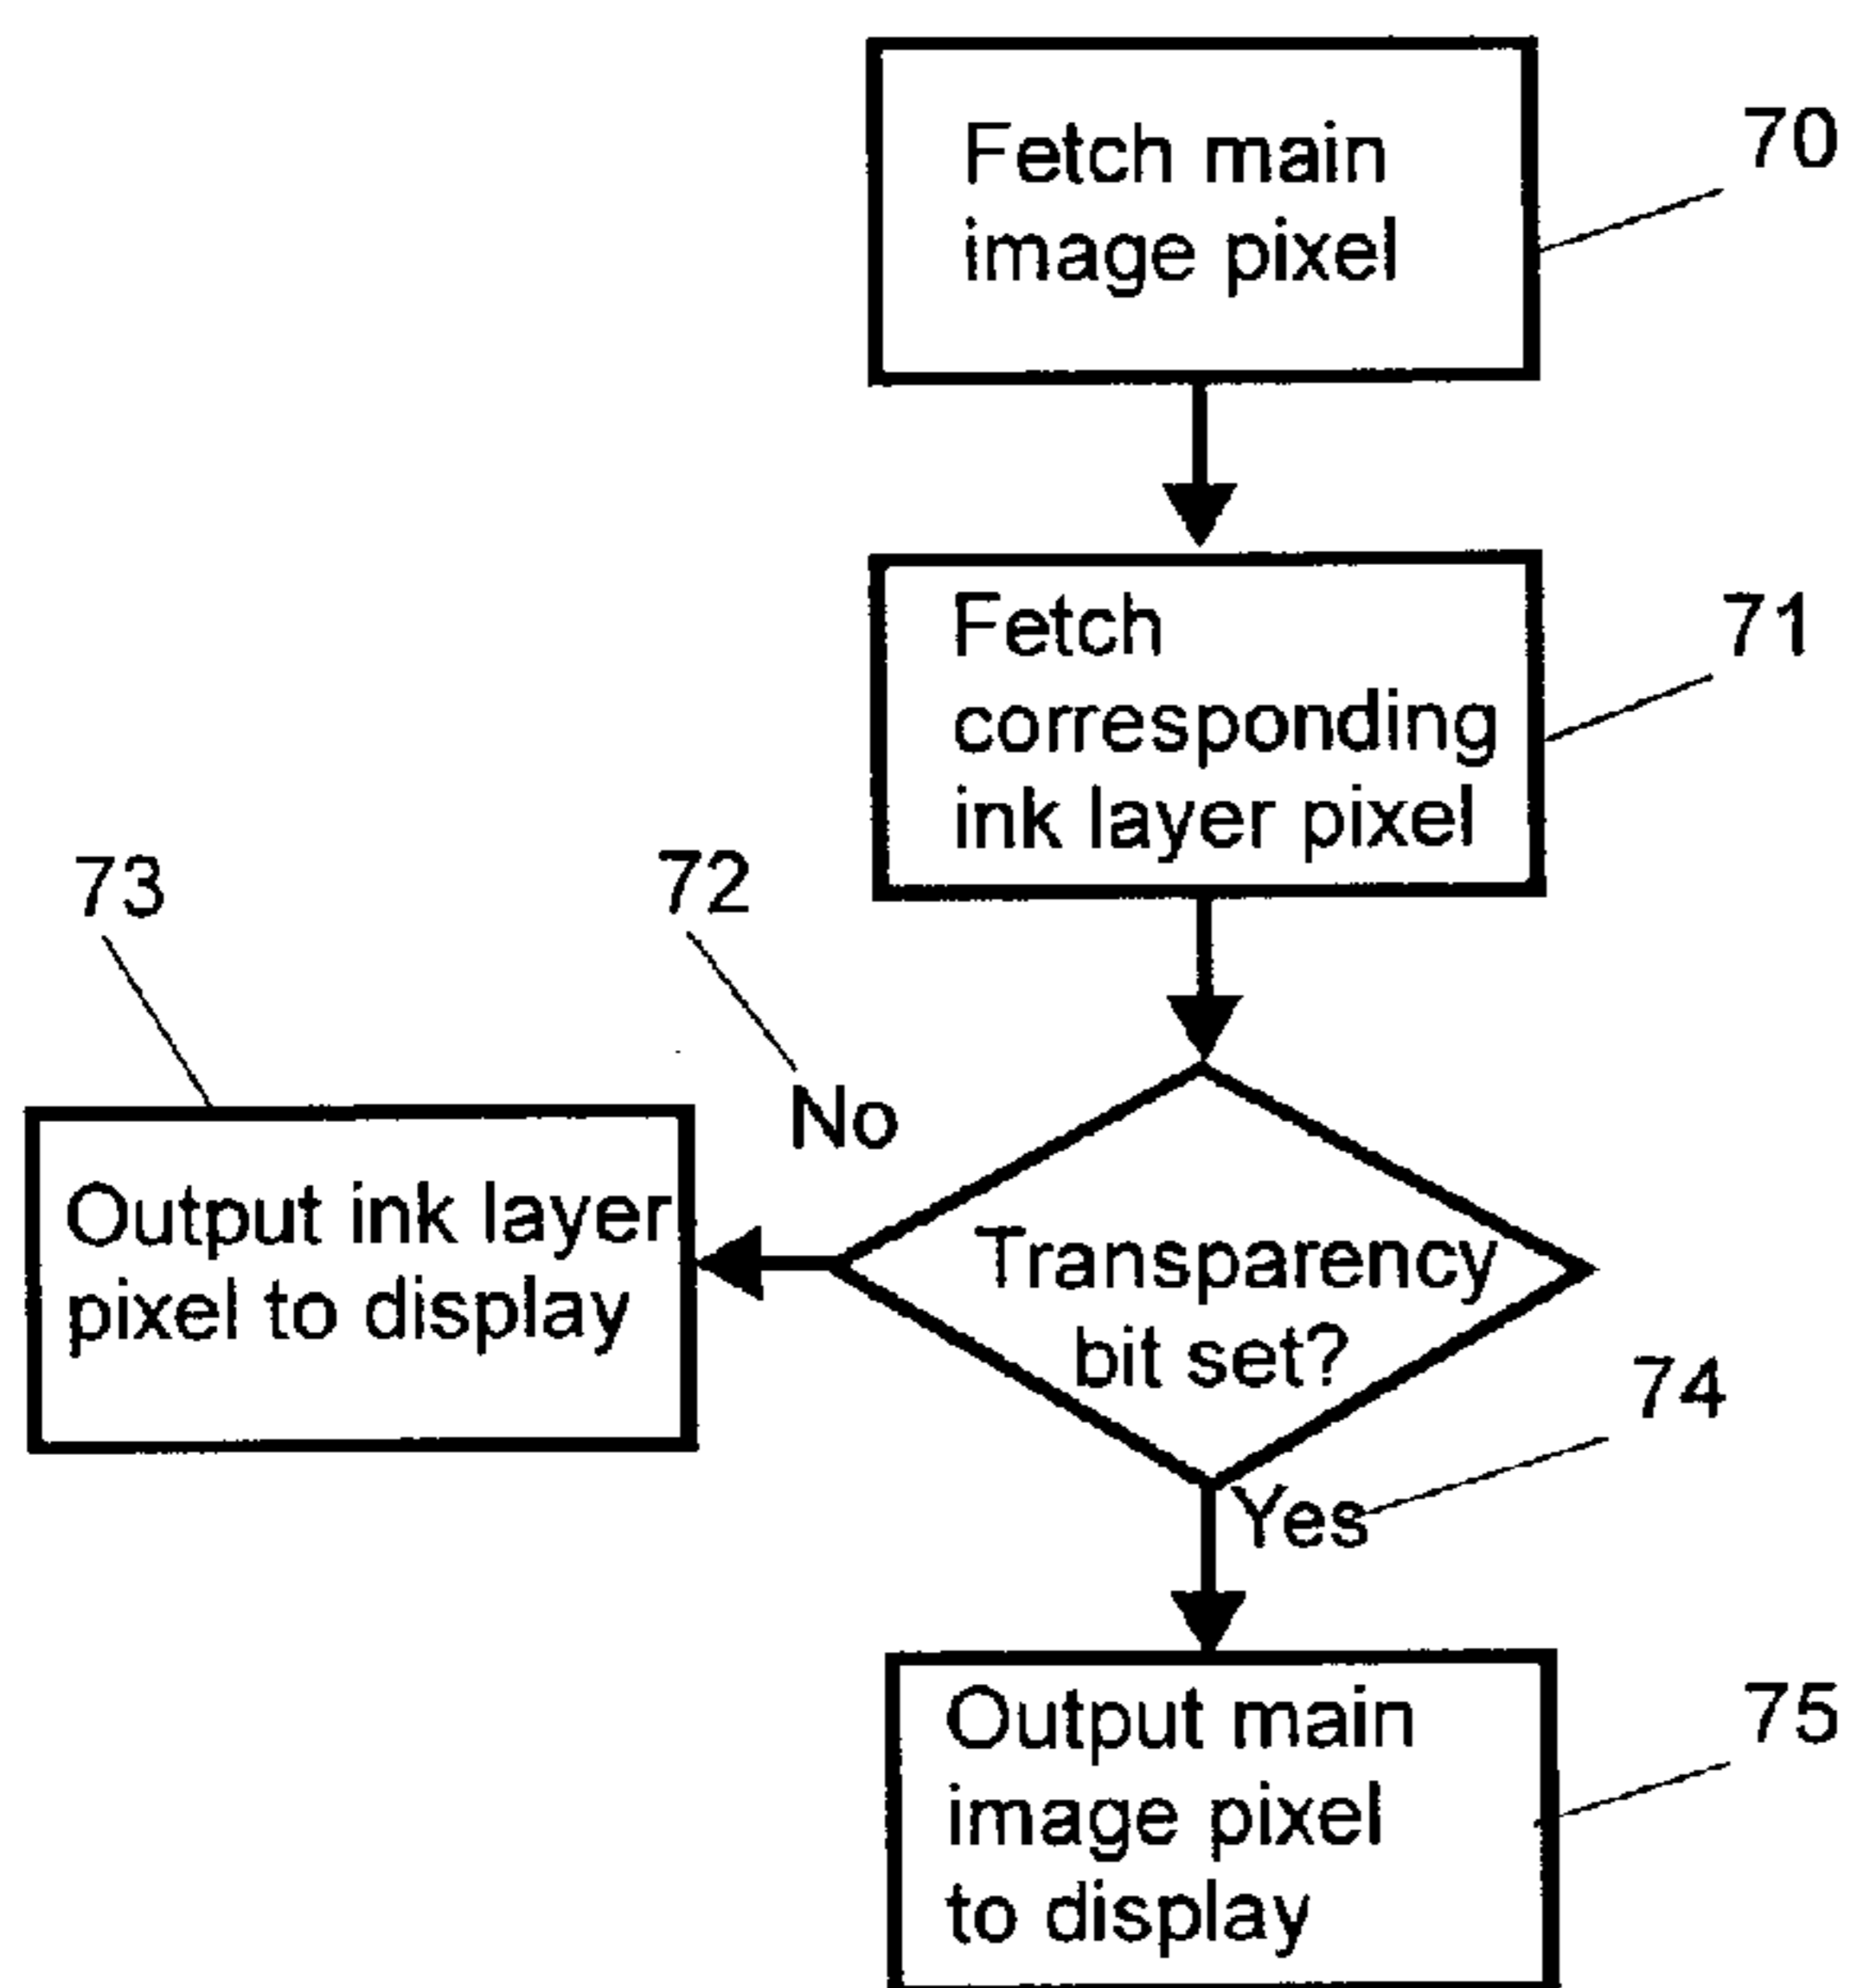 Fetch main
image pixel
70
Fetch
corresponding
ink layer pixel
71
73
72
No
Output ink layer
pixel to display
Transparency
bit set?
74
Yes
Output main
image pixel
to display
75